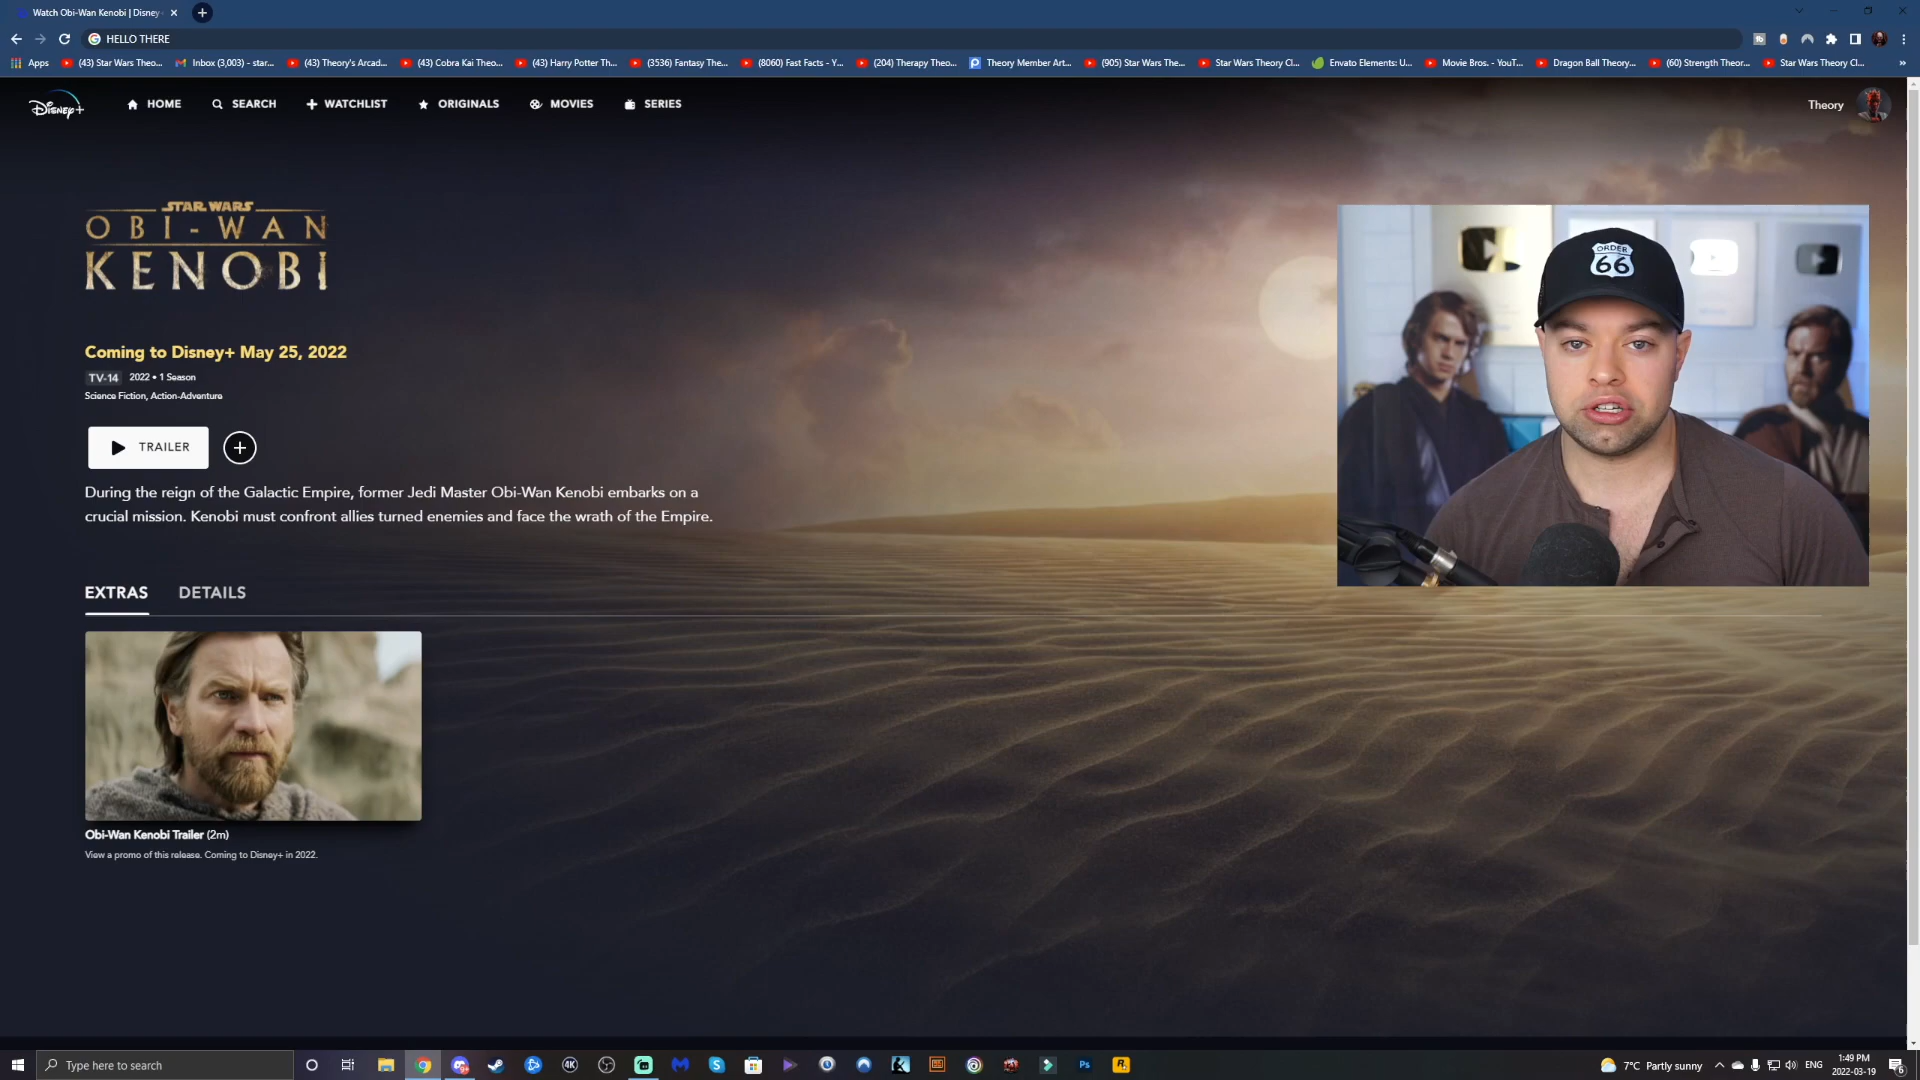 Watch Obi-Wan Kenobi | Disney
HELLO THERE
Apps
(43) Star Wars Theo...
Inbox (3,003) - star...
(43) Theory's Arcad...
(43) Cobra Kai Theo...
(43) Harry Potter Th...
(3536) Fantasy The...
(8060) Fast Facts - Y...
(204) Therapy Theo...
Theory Member Art...
(905) Star Wars The...
Star Wars Theory Cl...
Envato Elements: U...
Movie Bros. - YouT...
Dragon Ball Theory...
(60) Strength Theor...
Star Wars Theory Cl...
Disney+
HOME
SEARCH
WATCHLIST
ORIGINALS
MOVIES
SERIES
Theory
STAR WARS
OBI-WAN
KENOBI
ORDER
66
Coming to Disney+ May 25, 2022
TV-14 2022 • 1 Season
Science Fiction, Action-Adventure
TRAILER
During the reign of the Galactic Empire, former Jedi Master Obi-Wan Kenobi embarks on a
crucial mission. Kenobi must confront allies turned enemies and face the wrath of the Empire.
EXTRAS DETAILS
Obi-Wan Kenobi Trailer (2m)
View a promo of this release. Coming to Disney+ in 2022.
Type here to search
4K
Ps
R
7°C Partly sunny
ENG
1:49 PM
2022-03-19
6